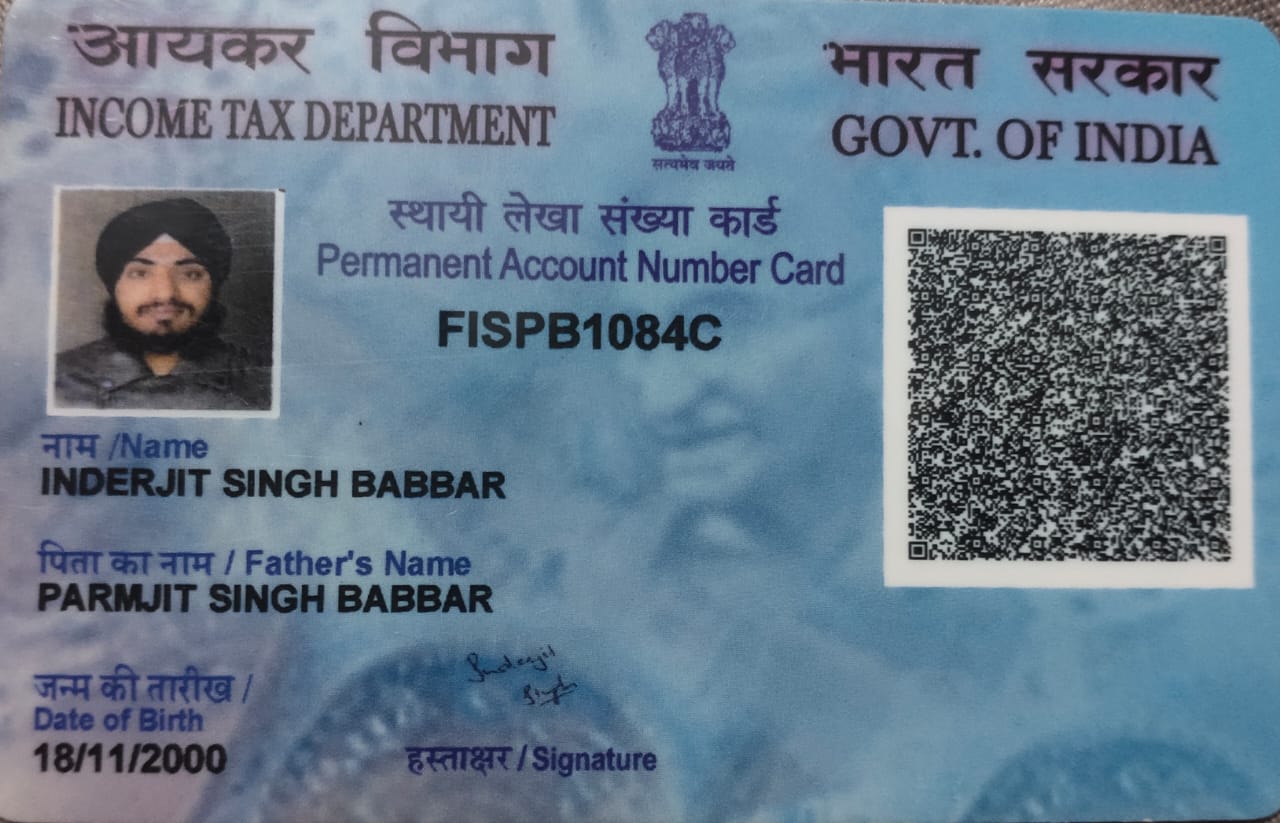 आयकर विभाग
INCOME TAX DEPARTMENT
सत्यमेव जयते
भारत सरकार
GOVT. OF INDIA
स्थायी लेखा संख्या कार्ड
Permanent Account Number Card
FISPB1084C
नाम /Name
INDERJIT SINGH BABBAR
पिता का नाम / Father's Name
PARMJIT SINGH BABBAR
जन्म की तारीख /
Date of Birth
18/11/2000
Inderjit
Singh
हस्ताक्षर / Signature